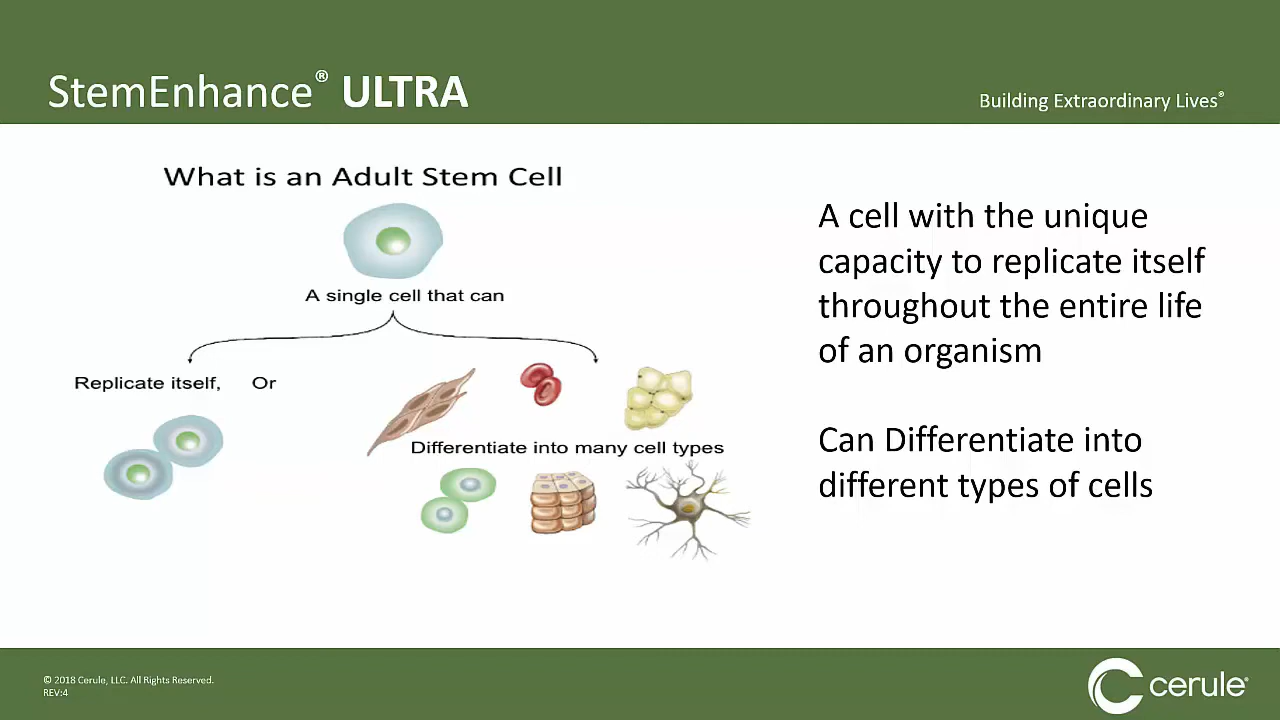 StemEnhance® ULTRA
Building Extraordinary Lives®
What is an Adult Stem Cell
A single cell that can
Replicate itself, Or
Differentiate into many cell types
A cell with the unique
capacity to replicate itself
throughout the entire life
of an organism
Can Differentiate into
different types of cells
© 2018 Cerule, LLC. All Rights Reserved.
REV:4
cerule®